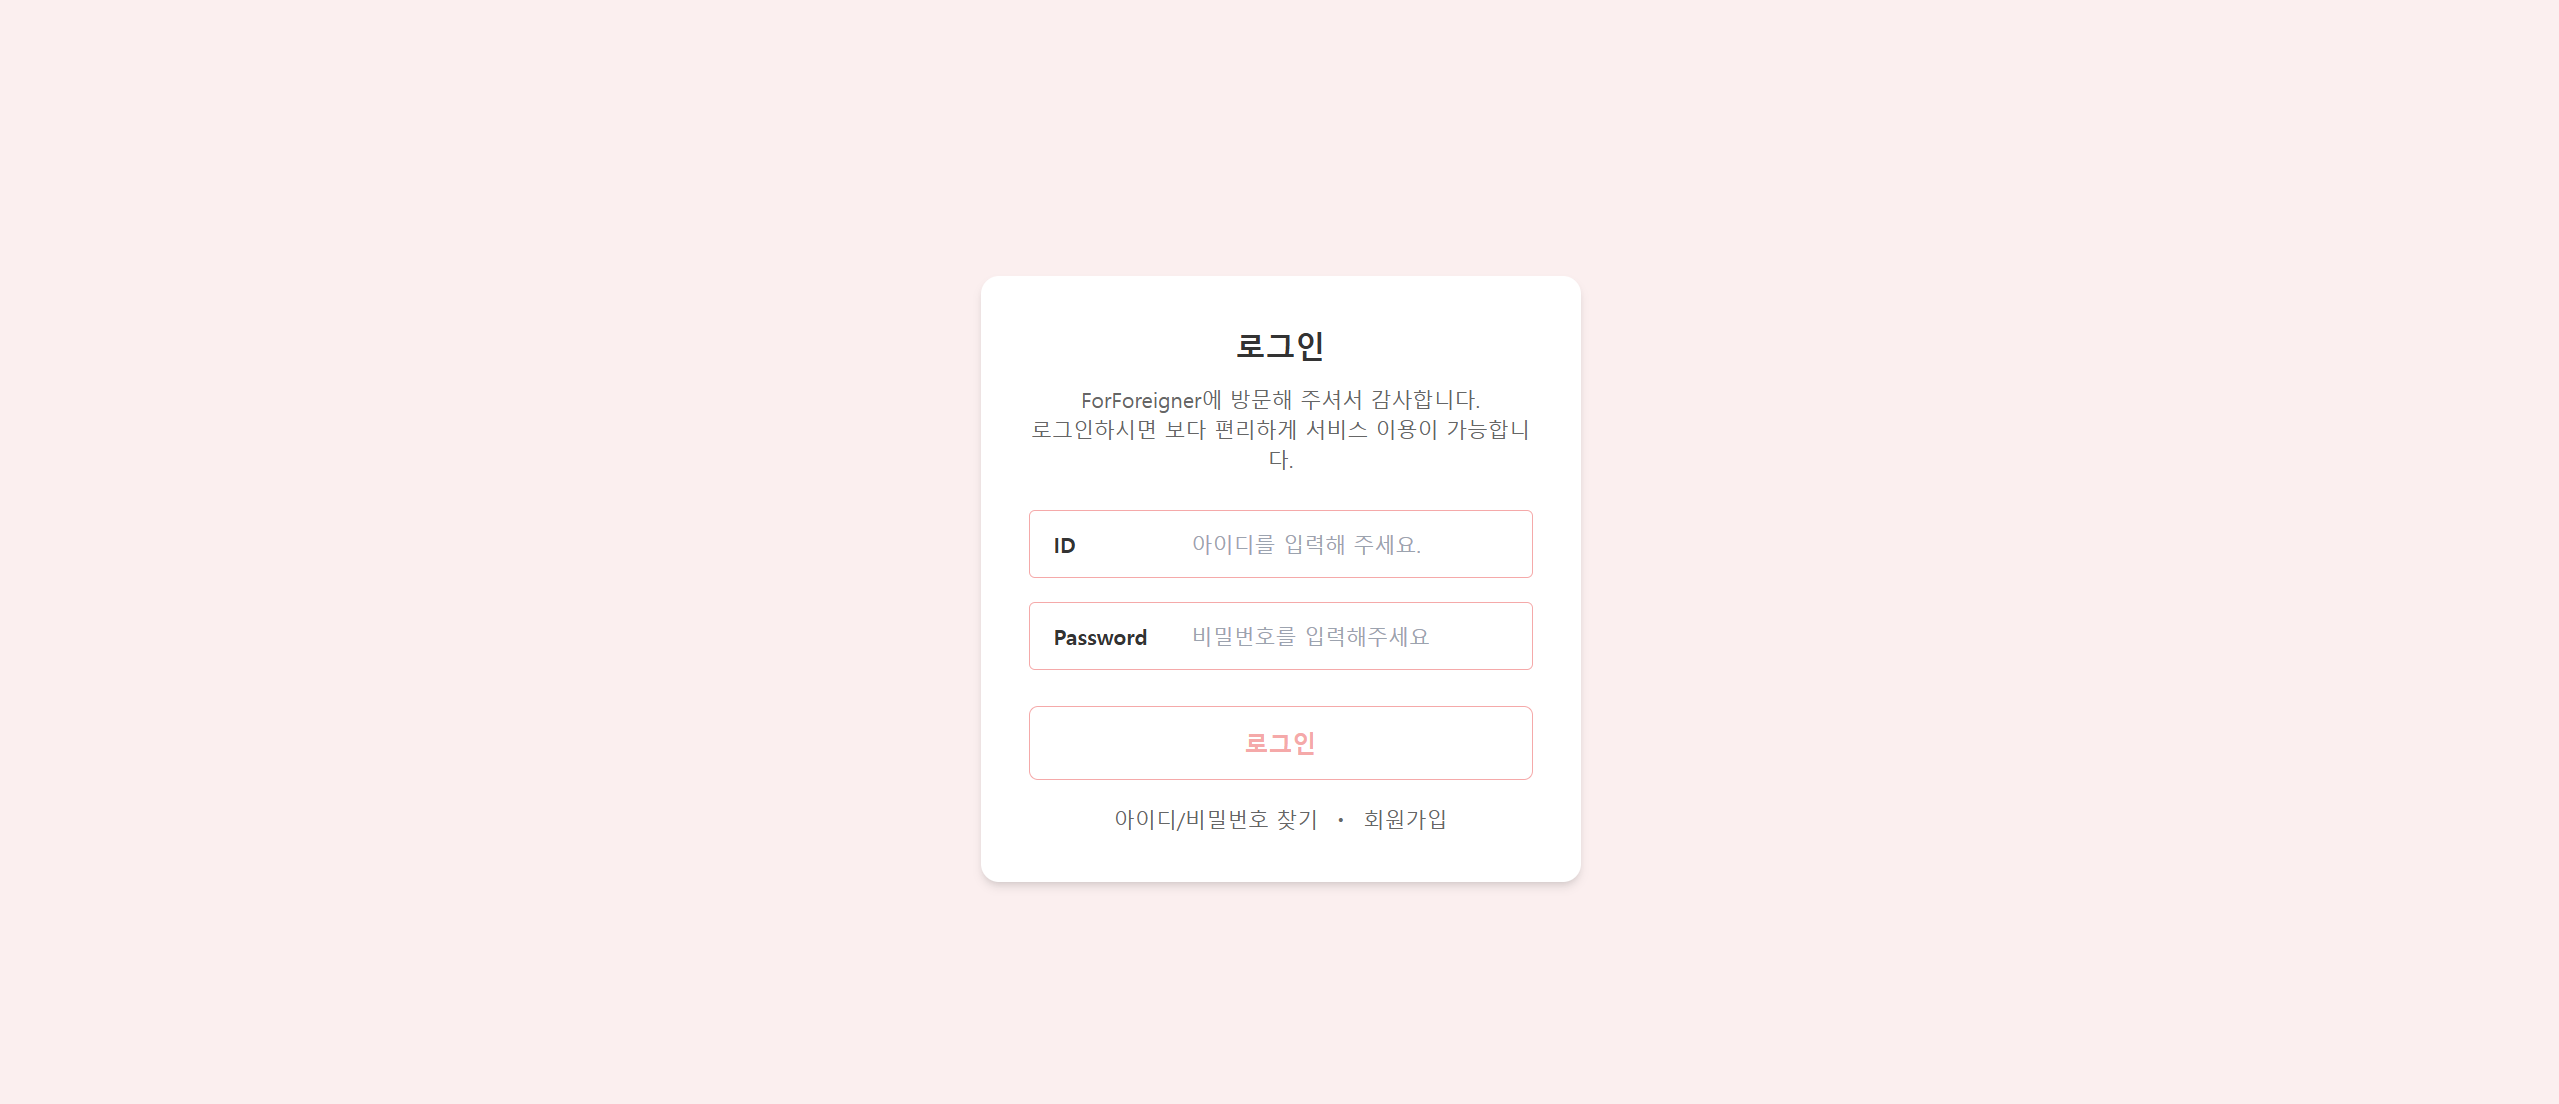 로그인
ForForeigner에 방문해 주셔서 감사합니다.
로그인하시면 보다 편리하게 서비스 이용이 가능합니
다.
ID 아이디를 입력해 주세요.
Password 비밀번호를 입력해주세요
로그인
아이디/비밀번호 찾기 • 회원가입